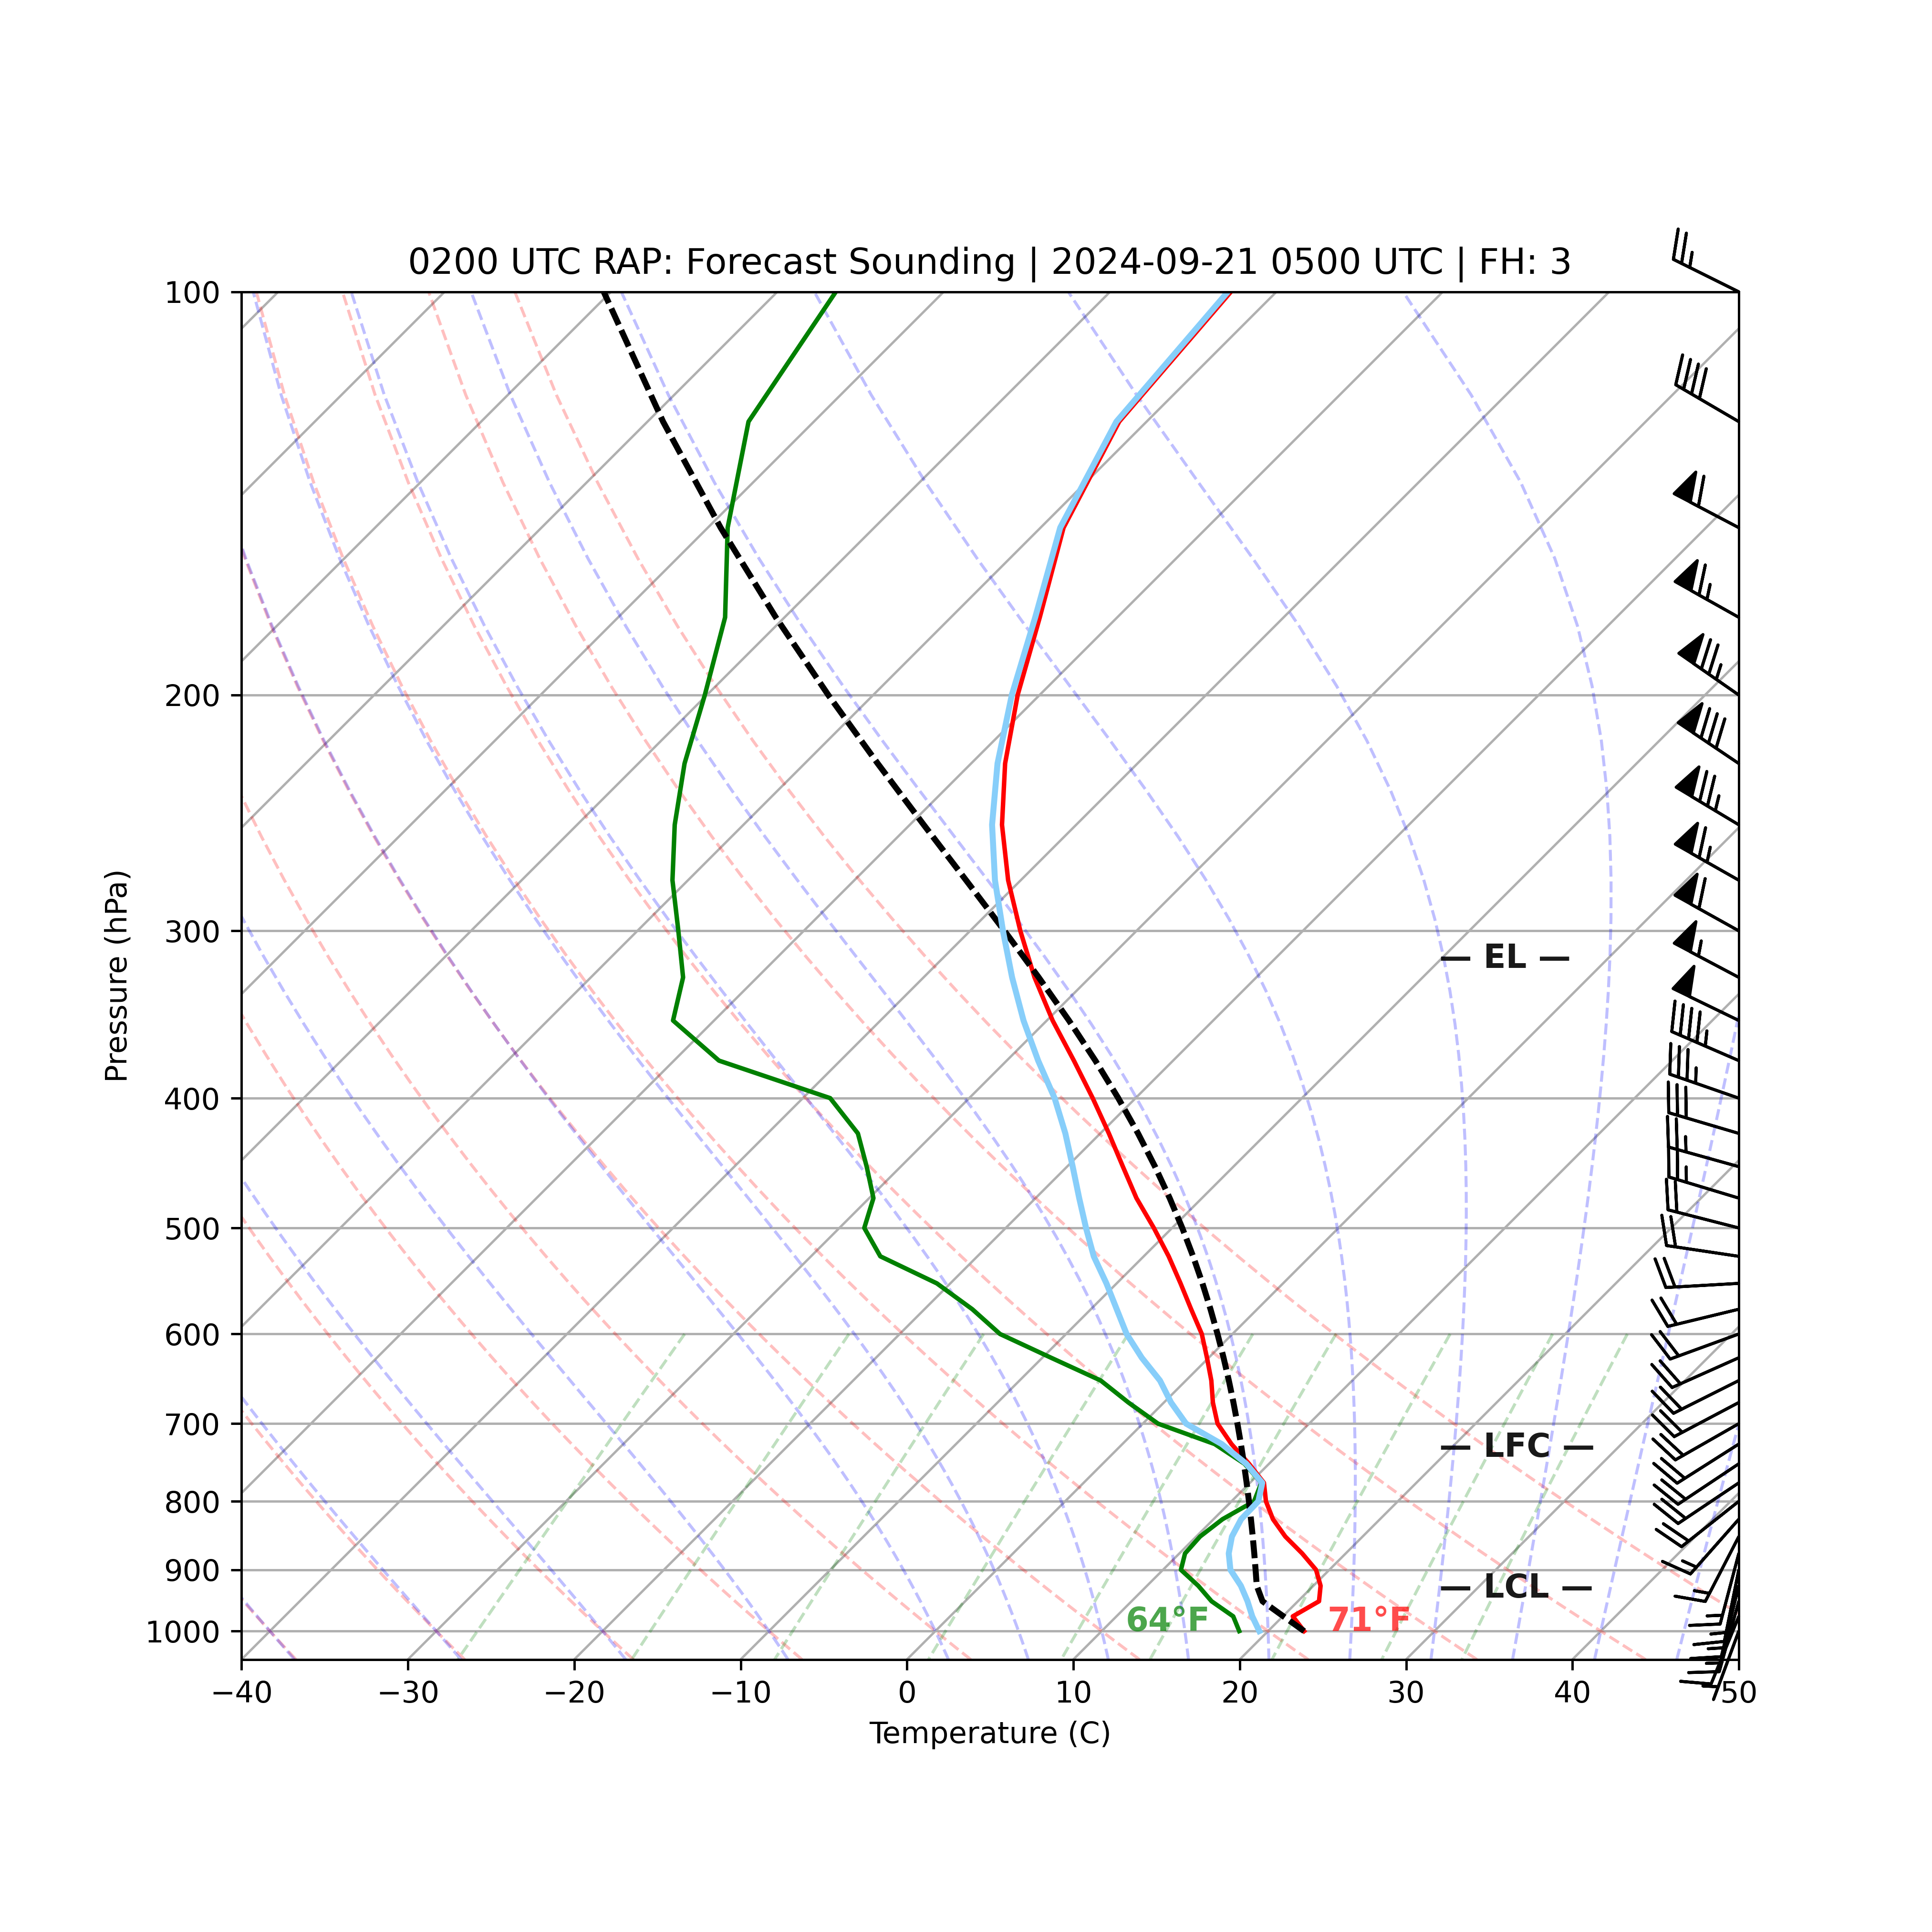 0200 UTC RAP: Forecast Sounding | 2024-09-21 0500 UTC | FH: 3
100
200
300
400
500
600
700
800
900
1000
Pressure (hPa)
— EL —
— LFC —
— LCL —
64°F
71°F
−40 −30 −20 −10 0 10 20 30 40 50
Temperature (C)